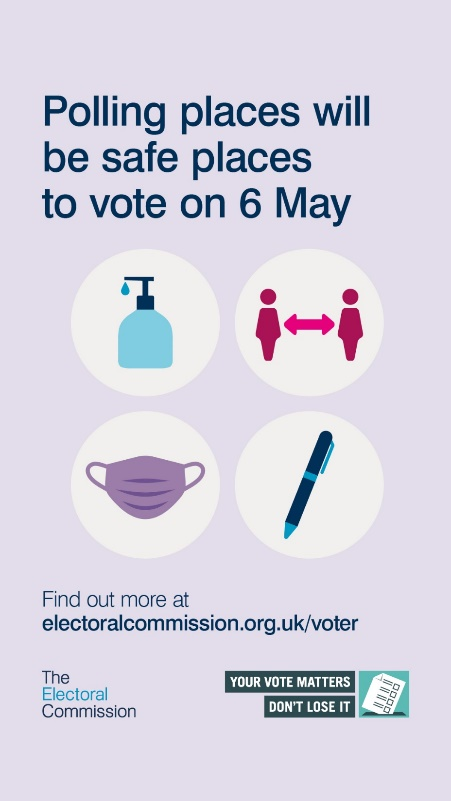 Polling places will
be safe places
to vote on 6 May
Find out more at
electoralcommission.org.uk/voter
The
Electoral
Commission
YOUR VOTE MATTERS
DON'T LOSE IT